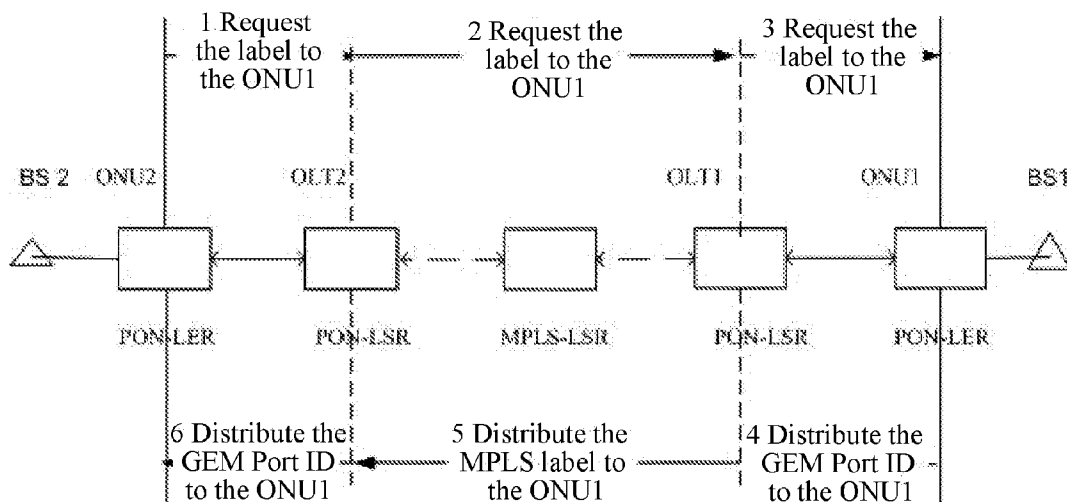 1 Request
the label to
the ONU1
2 Request the
label to the
ONU1
3 Request the
label to the
ONU1
BS 2
ONU2
OLT2
OLT1
ONU1
BS1
PON-LER
PON-LSR
MPLS-LSR
PON-LSR
PON-LER
6 Distribute the
GEM Port ID
to the ONU1
5 Distribute the
MPLS label to
the ONU1
4 Distribute the
GEM Port ID
to the ONU1